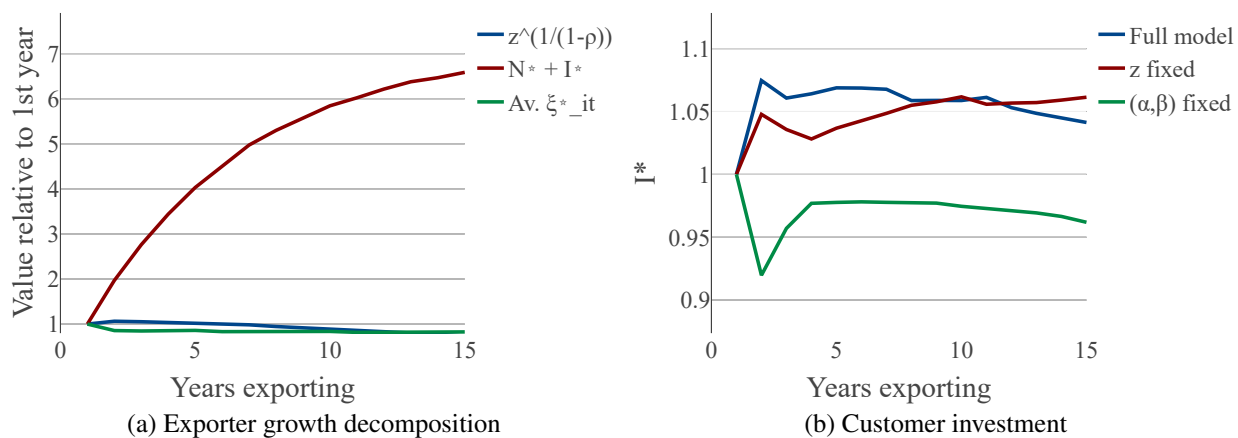 Value relative to 1st year
7
6
5
4
3
2
1
0
5
10
15
Years exporting
z^(1/(1-ρ))
N* + I*
Av. ξ*_it
(a) Exporter growth decomposition
I*
1.1
1.05
1
0.95
0.9
0
5
10
15
Years exporting
Full model
z fixed
(α,β) fixed
(b) Customer investment